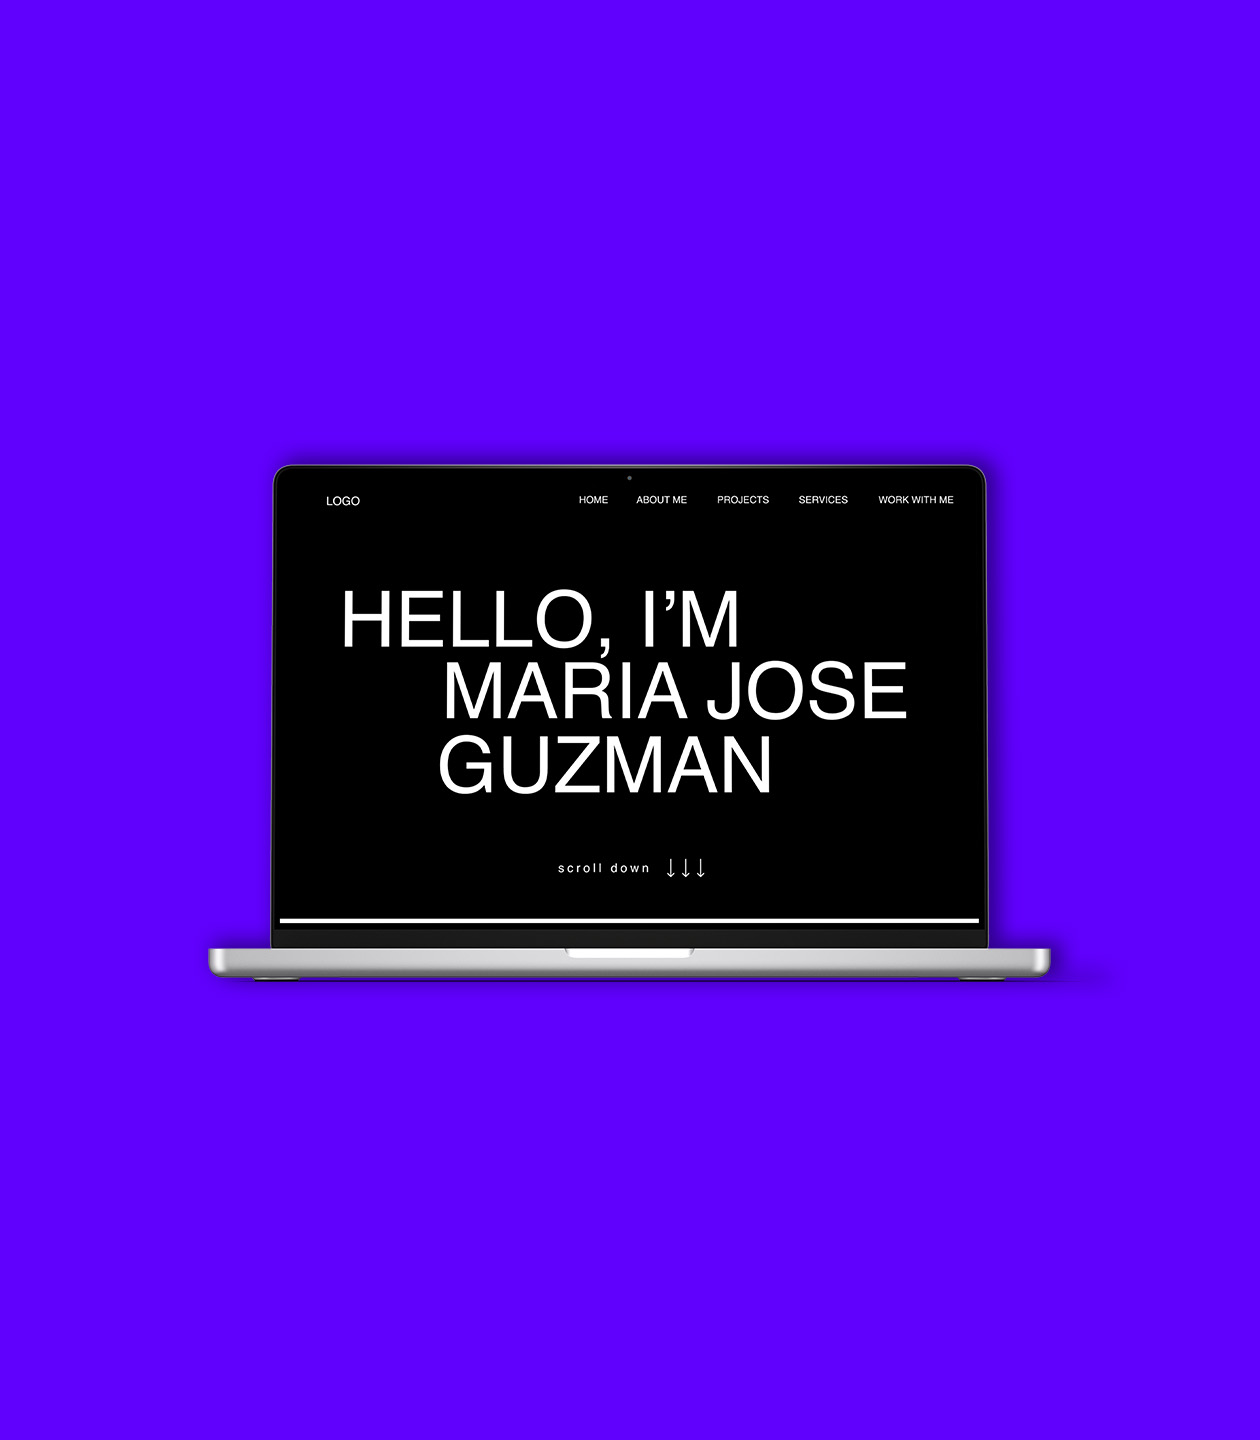 LOGO HOME ABOUT ME PROJECTS SERVICES WORK WITH ME
HELLO, I’M
MARIA JOSE
GUZMAN
scroll down ↓↓↓